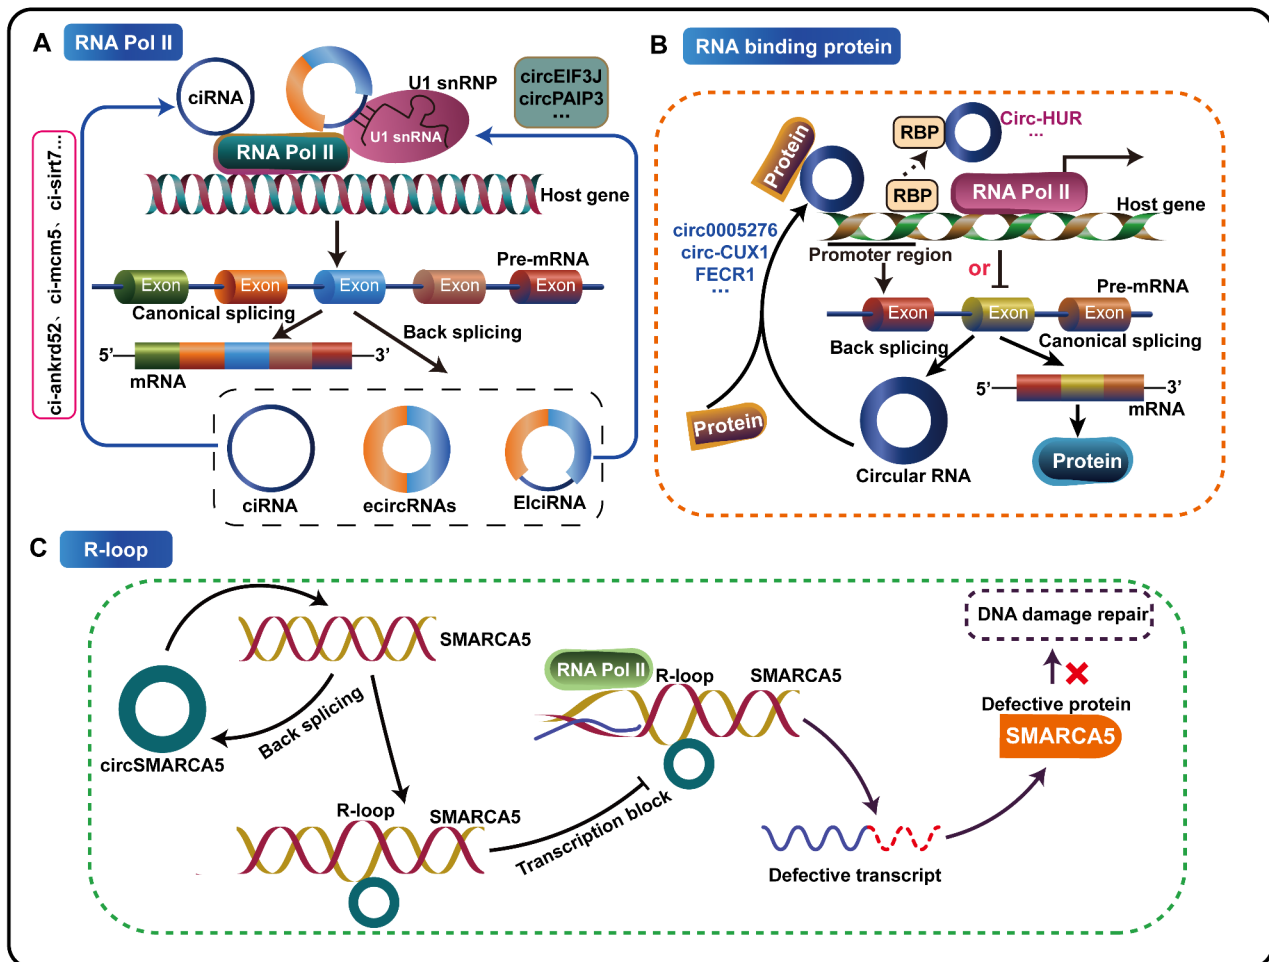 A
RNA Pol II
ciRNA
U1 snRNP
U1 snRNA
RNA Pol II
circEIF3J
circPAIP3
...
Host gene
ci-ankrd52、ci-mcm5、ci-sirt7...
Pre-mRNA
Exon
Exon
Exon
Exon
Exon
Canonical splicing
Back splicing
5’
3’
mRNA
ciRNA
ecircRNAs
EIciRNA
B
RNA binding protein
Protein
RBP
Circ-HUR
...
RBP
RNA Pol II
Host gene
circ0005276
circ-CUX1
FECR1
...
Promoter region
or
Pre-mRNA
Exon
Exon
Exon
Back splicing
Canonical splicing
5’
3’
mRNA
Protein
Circular RNA
Protein
C
R-loop
SMARCA5
circSMARCA5
Back splicing
R-loop
SMARCA5
Transcription block
RNA Pol II
R-loop
SMARCA5
Defective transcript
DNA damage repair
Defective protein
SMARCA5